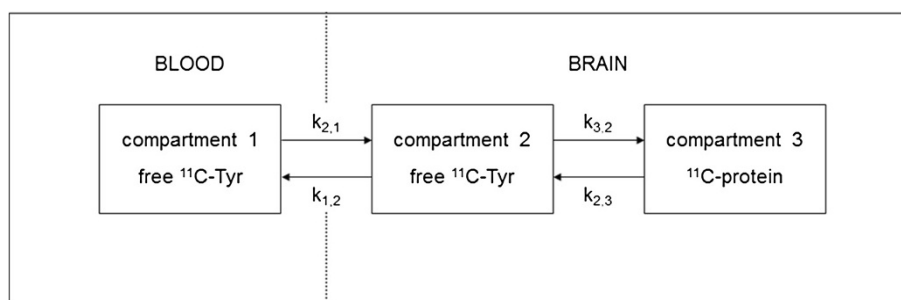 BLOOD
BRAIN
k2,1
k3.2
compartment 1
free ¹¹C-Tyr
compartment 2
free ¹¹C-Tyr
compartment 3
¹¹C-protein
k1,2
k2,3